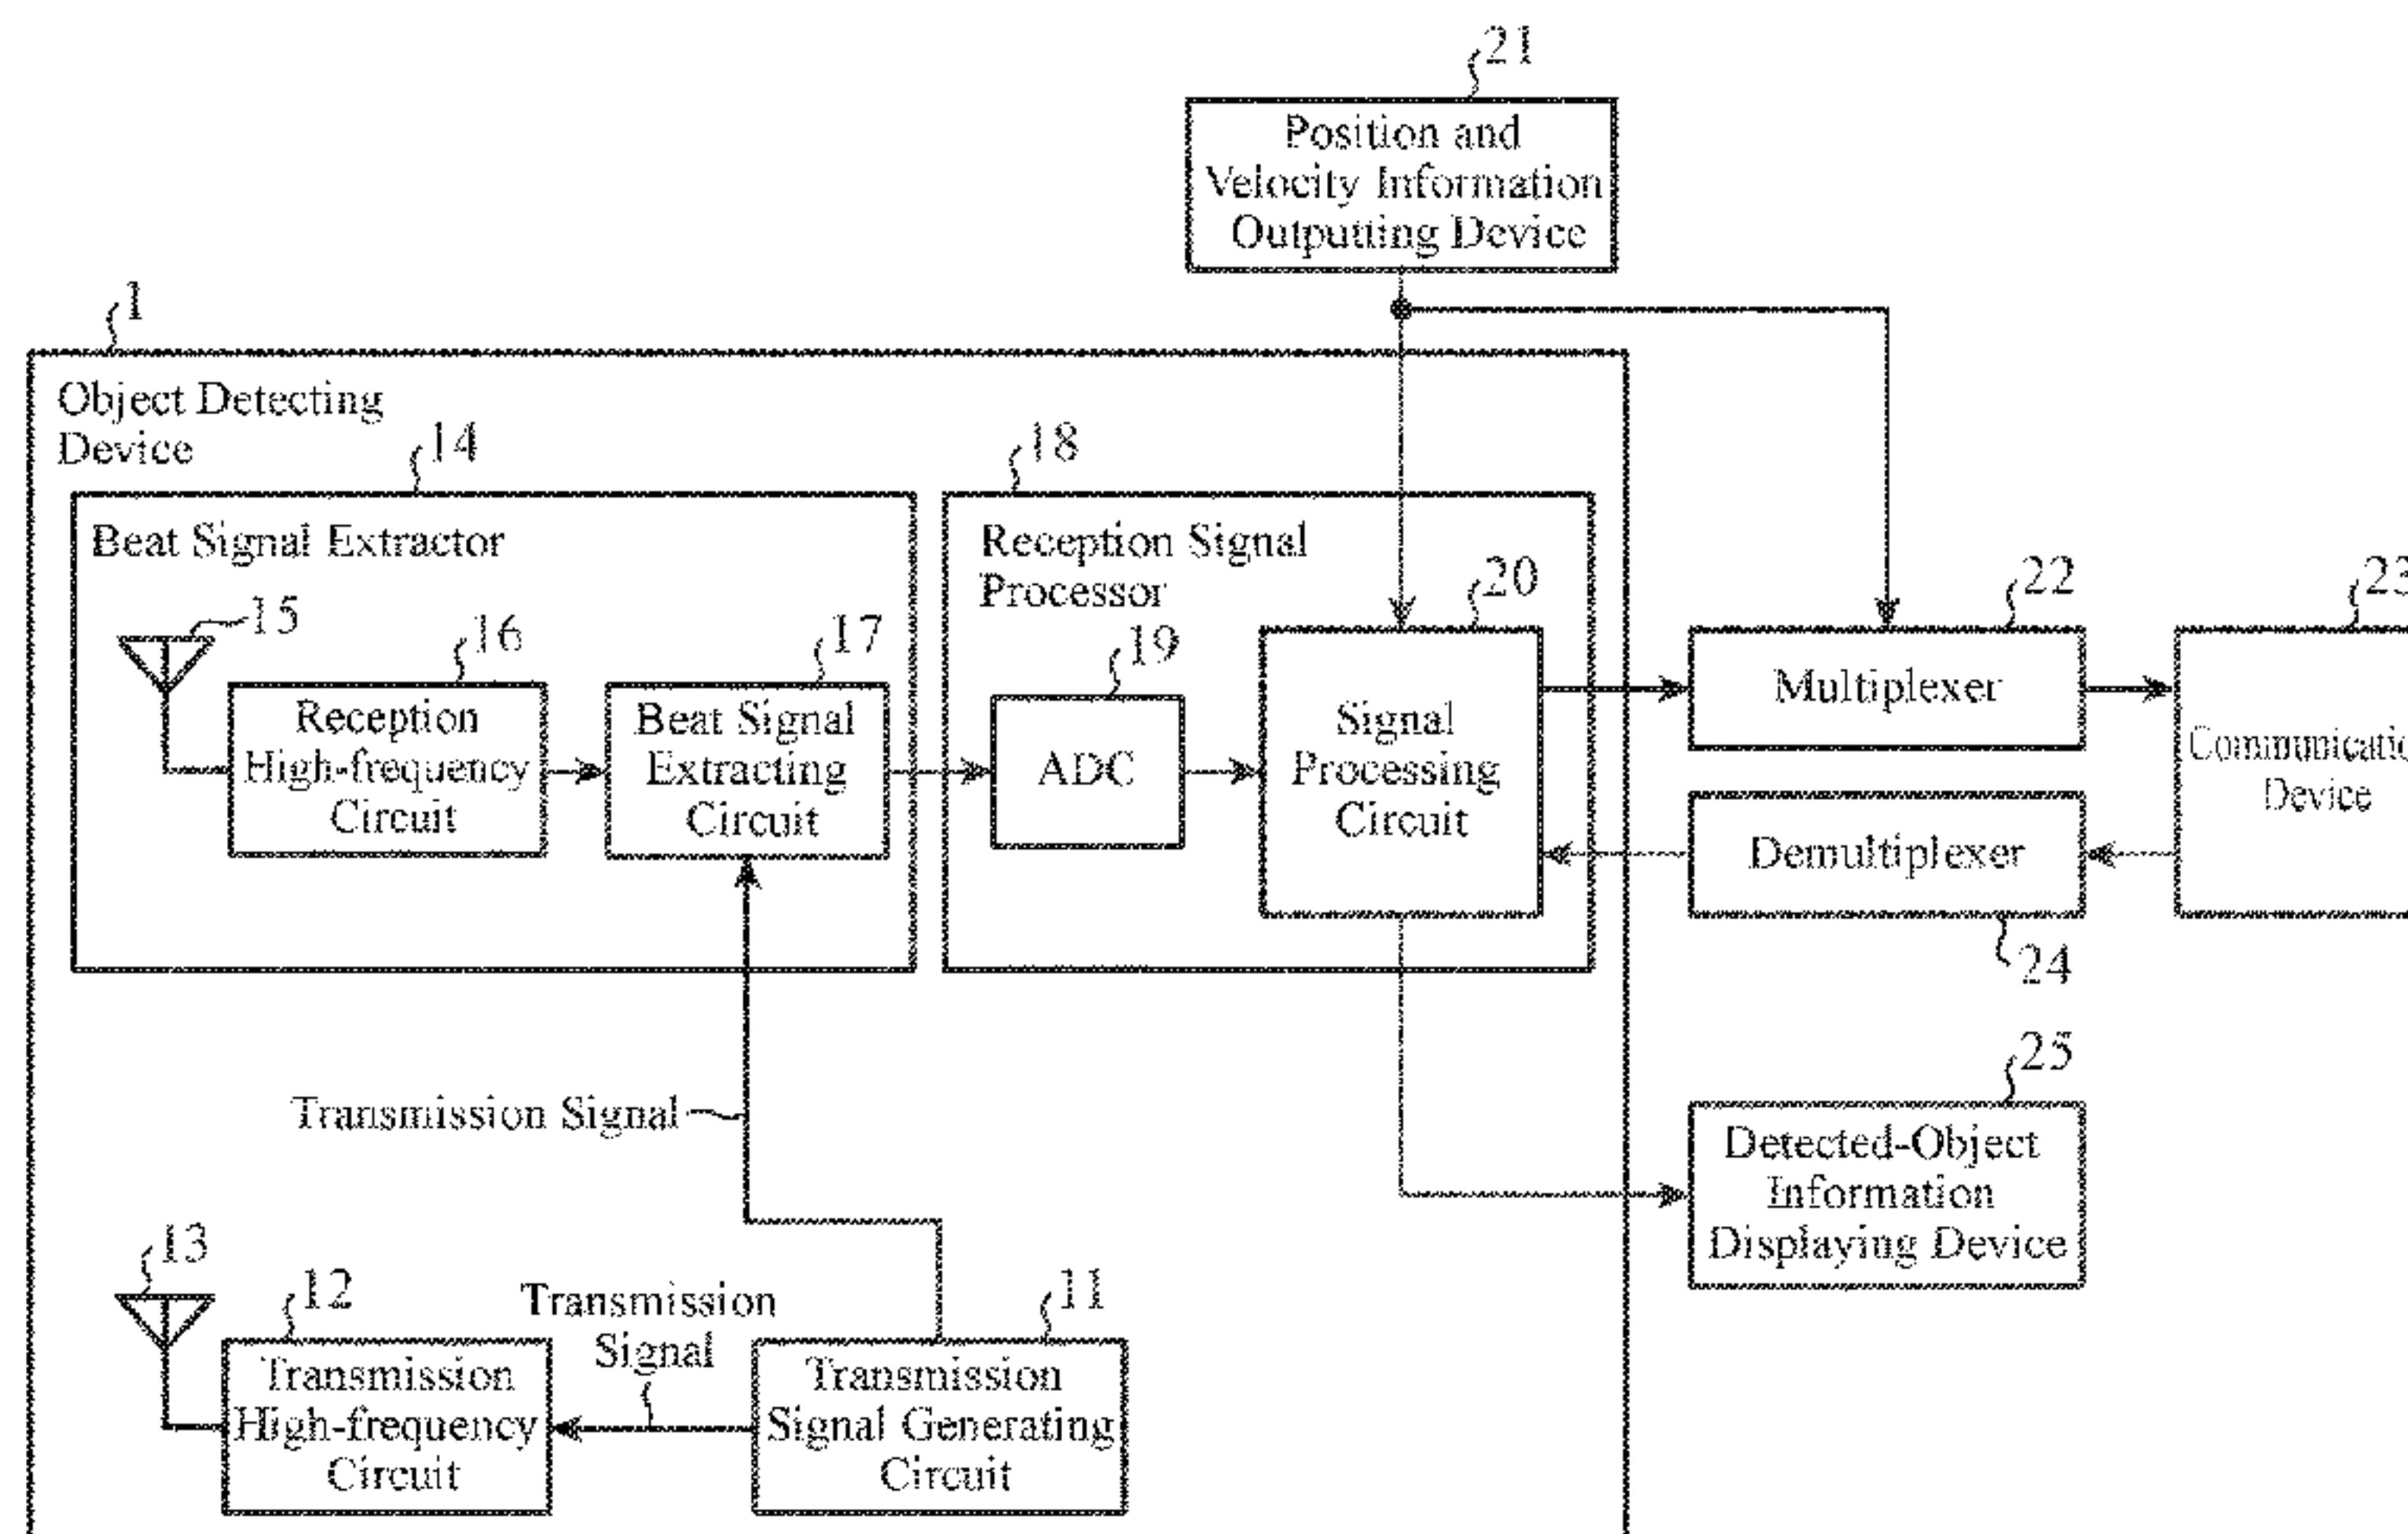 21
Position and
Velocity Information
Outputting Device
1
Object Detecting
Device
14
18
Beat Signal Extractor
Reception Signal
Processor
20
22
15
16
17
19
Reception
High-frequency
Circuit
Beat Signal
Extracting
Circuit
ADC
Signal
Processing
Circuit
Multiplexer
Device
Demultiplexer
24
25
Transmission Signal
Detected-Object
Information
Displaying Device
13
12
Transmission
Signal
11
Transmission
High-frequency
Circuit
Transmission
Signal Generating
Circuit